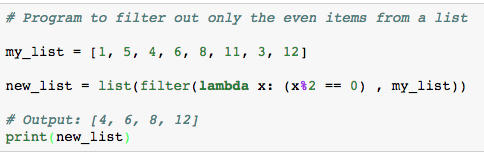 # Program to filter out only the even items from a list
my_list = [1, 5, 4, 6, 8, 11, 3, 12]
new_list = list(filter(lambda x: (x%2 == 0) , my_list))
# Output: [4, 6, 8, 12]
print(new_list)